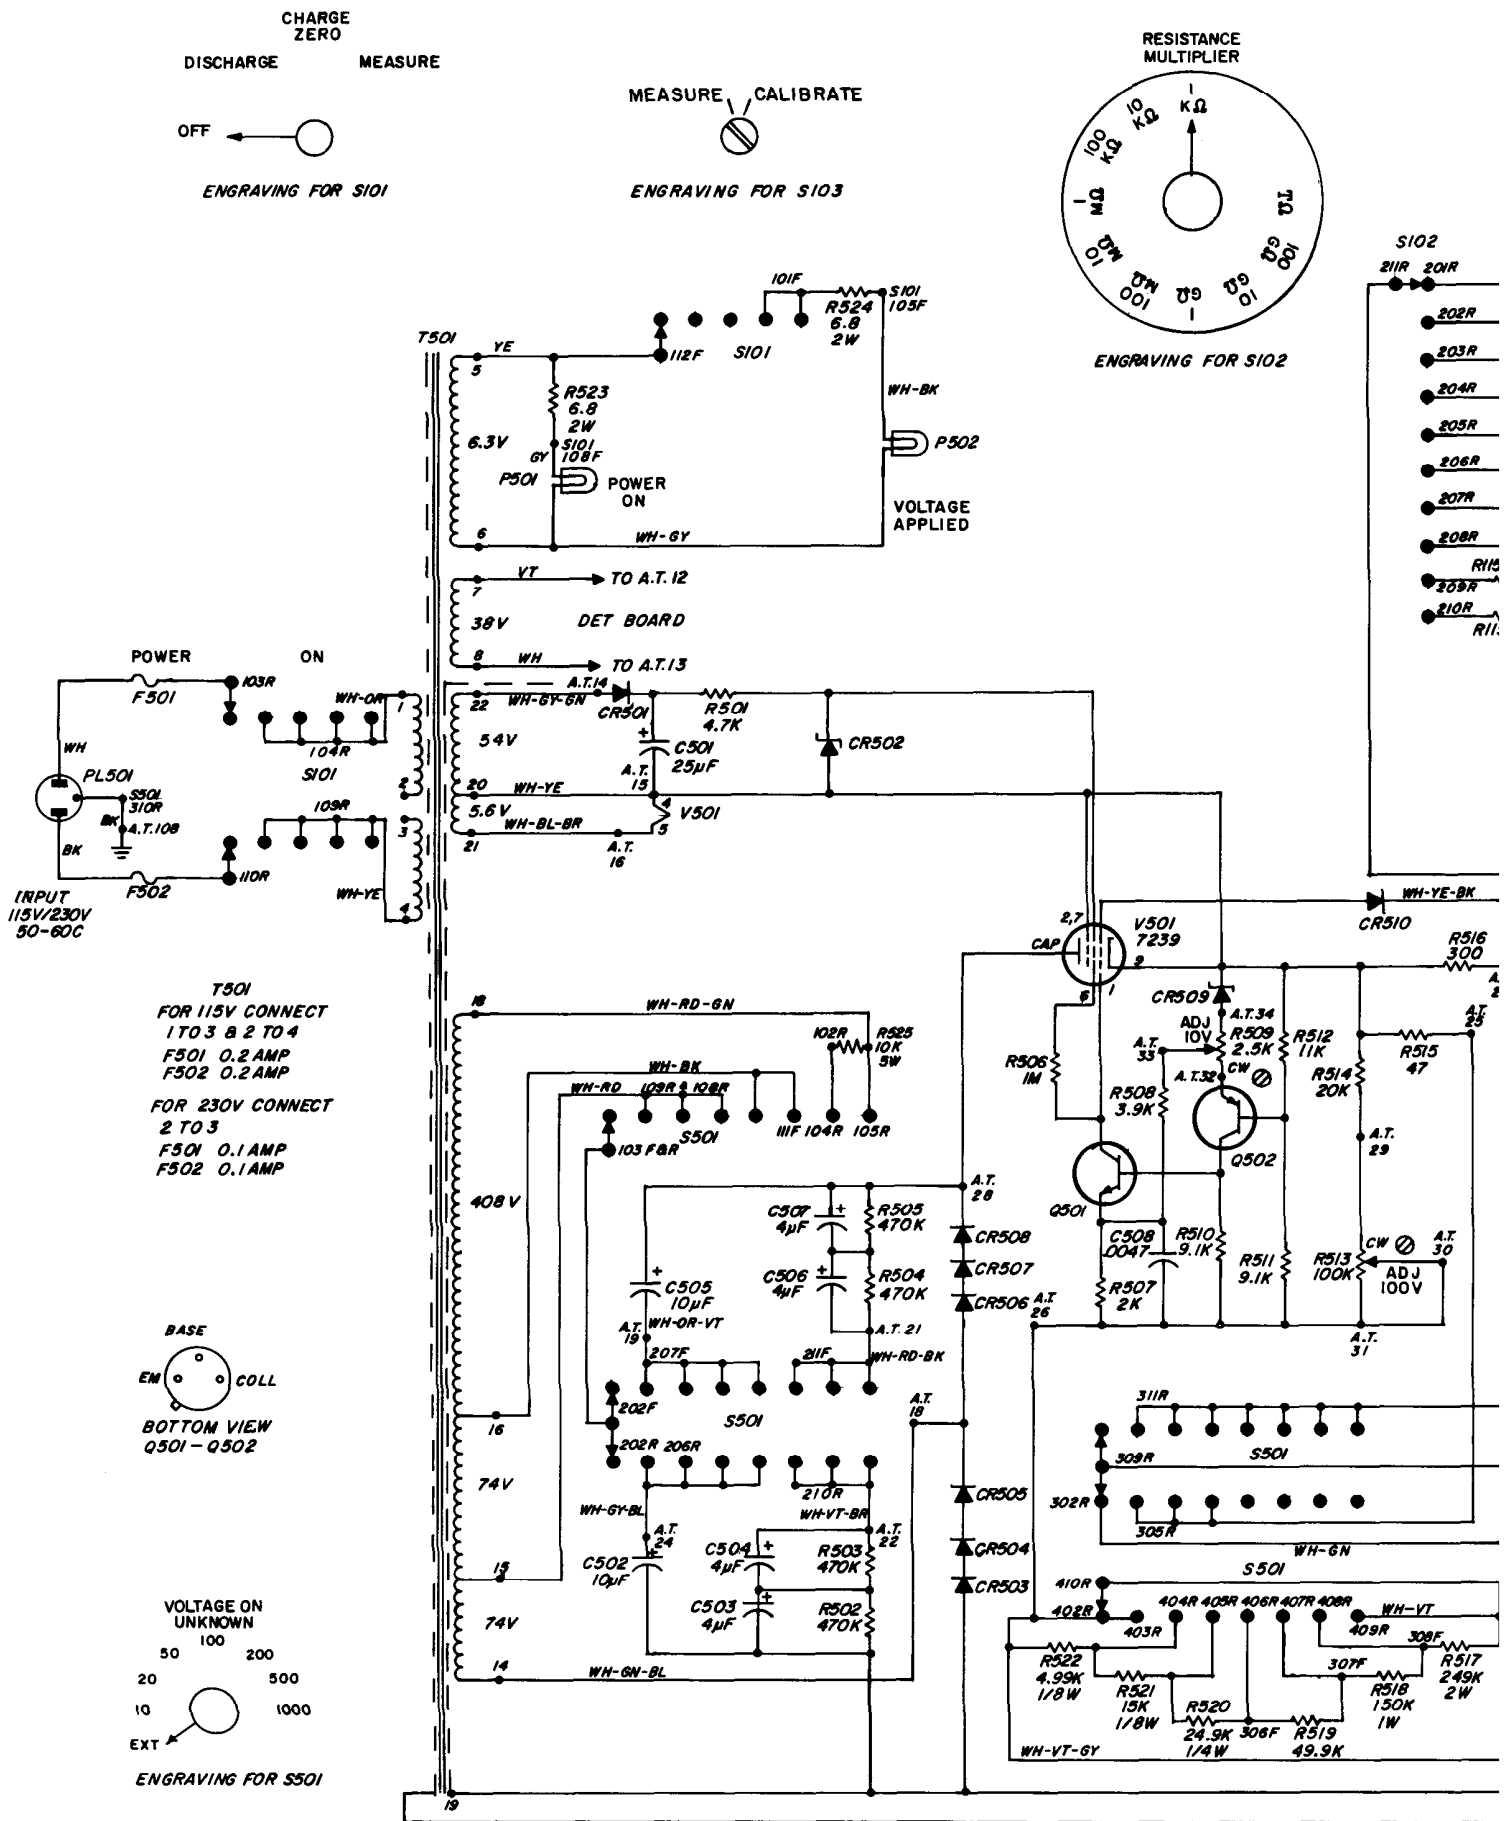 CHARGE
ZERO
DISCHARGE
MEASURE
OFF
ENGRAVING FOR S101
MEASURE
CALIBRATE
ENGRAVING FOR S103
RESISTANCE
MULTIPLIER
1
KΩ
10
KΩ
100
KΩ
1
MΩ
10
MΩ
100
MΩ
1
GΩ
10
GΩ
100
GΩ
TΩ
ENGRAVING FOR S102
S102
211R
201R
202R
203R
204R
205R
206R
207R
208R
209R
210R
T501
5
YE
R523
6.8
2W
S101
108F
GY
P501
POWER
ON
6.3V
6
WH-GY
112F
S101
101F
R524
6.8
2W
S101
105F
WH-BK
P502
VOLTAGE
APPLIED
7
VT
TO A.T.12
38V
DET BOARD
8
WH
TO A.T.13
POWER
ON
F501
103R
WH-OR
1
104R
S101
2
WH
PL501
S501
310R
BK
A.T.108
BK
109R
3
110R
F502
WH-YE
4
INPUT
115V/230V
50-60C
22
WH-GY-GN
A.T.14
CR501
R501
4.7K
54V
+
C501
25µF
CR502
A.T.
15
20
WH-YE
5.6V
4
V501
5
WH-BL-BR
21
A.T.
16
T501
FOR 115V CONNECT
1 TO 3 & 2 TO 4
F501 0.2 AMP
F502 0.2 AMP
FOR 230V CONNECT
2 TO 3
F501 0.1 AMP
F502 0.1 AMP
18
WH-RD-GN
102R
R525
10K
5W
WH-BK
WH-RD
109R & 108R
S501
111F
104R
105R
103 F&R
408V
C507
4µF
+
R505
470K
A.T.
28
C505
10µF
+
C506
4µF
+
R504
470K
CR508
CR507
CR506
A.T.
19
WH-OR-VT
A.T.21
WH-RD-BK
207F
211F
202F
S501
202R
206R
210R
A.T.
18
16
74V
WH-GY-BL
WH-VT-BR
A.T.
24
A.T.
22
C502
10µF
+
C504
4µF
+
R503
470K
C503
4µF
+
R502
470K
CR505
CR504
CR503
15
74V
14
WH-GN-BL
19
BASE
EM
COLL
BOTTOM VIEW
Q501-Q502
VOLTAGE ON
UNKNOWN
100
50
200
20
500
10
1000
EXT
ENGRAVING FOR S501
CR510
WH-YE-BK
2,7
V501
7239
CAP
9
6
1
R516
300
R506
1M
CR509
A.T.34
ADJ
10V
R509
2.5K
A.T.
33
R512
11K
CW
A.T.32
R508
3.9K
R514
20K
R515
47
A.T.
25
A.T.
29
Q502
Q501
C508
.0047
R510
9.1K
R511
9.1K
R513
100K
CW
ADJ
100V
A.T.
30
R507
2K
A.T.
26
A.T.
31
311R
309R
S501
302R
305R
WH-GN
S501
410R
402R
403R
404R
405R
406R
407R
408R
409R
WH-VT
308F
R522
4.99K
1/8W
R521
15K
1/8W
R520
24.9K
1/4W
306F
R519
49.9K
307F
R518
150K
1W
R517
249K
2W
WH-VT-GY